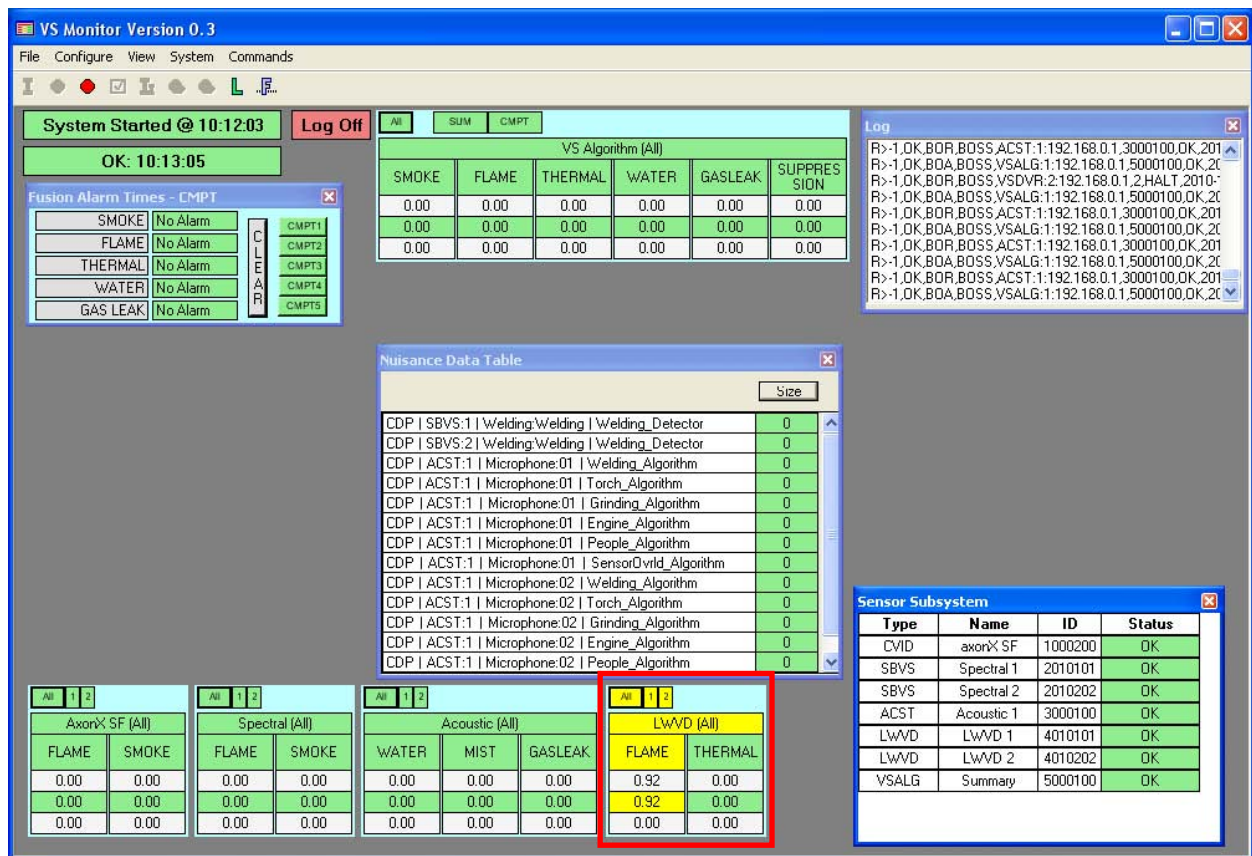 VS Monitor Version 0.3
File Configure View System Commands
L ..F...
System Started @ 10:12:03
Log Off
OK: 10:13:05
Fusion Alarm Times - CMPT
SMOKE No Alarm
FLAME No Alarm
THERMAL No Alarm
WATER No Alarm
GAS LEAK No Alarm
CLEAR
CMPT1
CMPT2
CMPT3
CMPT4
CMPT5
All SUM CMPT
VS Algorithm (All)
SMOKE FLAME THERMAL WATER GASLEAK SUPPRES
SION
0.00 0.00 0.00 0.00 0.00 0.00
0.00 0.00 0.00 0.00 0.00 0.00
0.00 0.00 0.00 0.00 0.00 0.00
Log
R>-1,OK,BOR,BOSS,ACST:1:192.168.0.1,3000100,OK,201
R>-1,OK,BOA,BOSS,VSALG:1:192.168.0.1,5000100,OK,20
R>-1,OK,BOR,BOSS,VSDVR:2:192.168.0.1,2,HALT,2010-
R>-1,OK,BOA,BOSS,VSALG:1:192.168.0.1,5000100,OK,20
R>-1,OK,BOR,BOSS,ACST:1:192.168.0.1,3000100,OK,201
R>-1,OK,BOA,BOSS,VSALG:1:192.168.0.1,5000100,OK,20
R>-1,OK,BOR,BOSS,ACST:1:192.168.0.1,3000100,OK,201
R>-1,OK,BOA,BOSS,VSALG:1:192.168.0.1,5000100,OK,20
R>-1,OK,BOR,BOSS,ACST:1:192.168.0.1,3000100,OK,201
R>-1,OK,BOA,BOSS,VSALG:1:192.168.0.1,5000100,OK,20
Nuisance Data Table
Size
CDP | SBVS:1 | Welding:Welding | Welding_Detector 0
CDP | SBVS:2 | Welding:Welding | Welding_Detector 0
CDP | ACST:1 | Microphone:01 | Welding_Algorithm 0
CDP | ACST:1 | Microphone:01 | Torch_Algorithm 0
CDP | ACST:1 | Microphone:01 | Grinding_Algorithm 0
CDP | ACST:1 | Microphone:01 | Engine_Algorithm 0
CDP | ACST:1 | Microphone:01 | People_Algorithm 0
CDP | ACST:1 | Microphone:01 | SensorOvrld_Algorithm 0
CDP | ACST:1 | Microphone:02 | Welding_Algorithm 0
CDP | ACST:1 | Microphone:02 | Torch_Algorithm 0
CDP | ACST:1 | Microphone:02 | Grinding_Algorithm 0
CDP | ACST:1 | Microphone:02 | Engine_Algorithm 0
CDP | ACST:1 | Microphone:02 | People_Algorithm 0
Sensor Subsystem
Type Name ID Status
CVID axonX SF 1000200 OK
SBVS Spectral 1 2010101 OK
SBVS Spectral 2 2010202 OK
ACST Acoustic 1 3000100 OK
LWVD LWVD 1 4010101 OK
LWVD LWVD 2 4010202 OK
VSALG Summary 5000100 OK
All 1 2
AxonX SF (All)
FLAME SMOKE
0.00 0.00
0.00 0.00
0.00 0.00
All 1 2
Spectral (All)
FLAME SMOKE
0.00 0.00
0.00 0.00
0.00 0.00
All 1 2
Acoustic (All)
WATER MIST GASLEAK
0.00 0.00 0.00
0.00 0.00 0.00
0.00 0.00 0.00
All 1 2
LWVD (All)
FLAME THERMAL
0.92 0.00
0.92 0.00
0.00 0.00